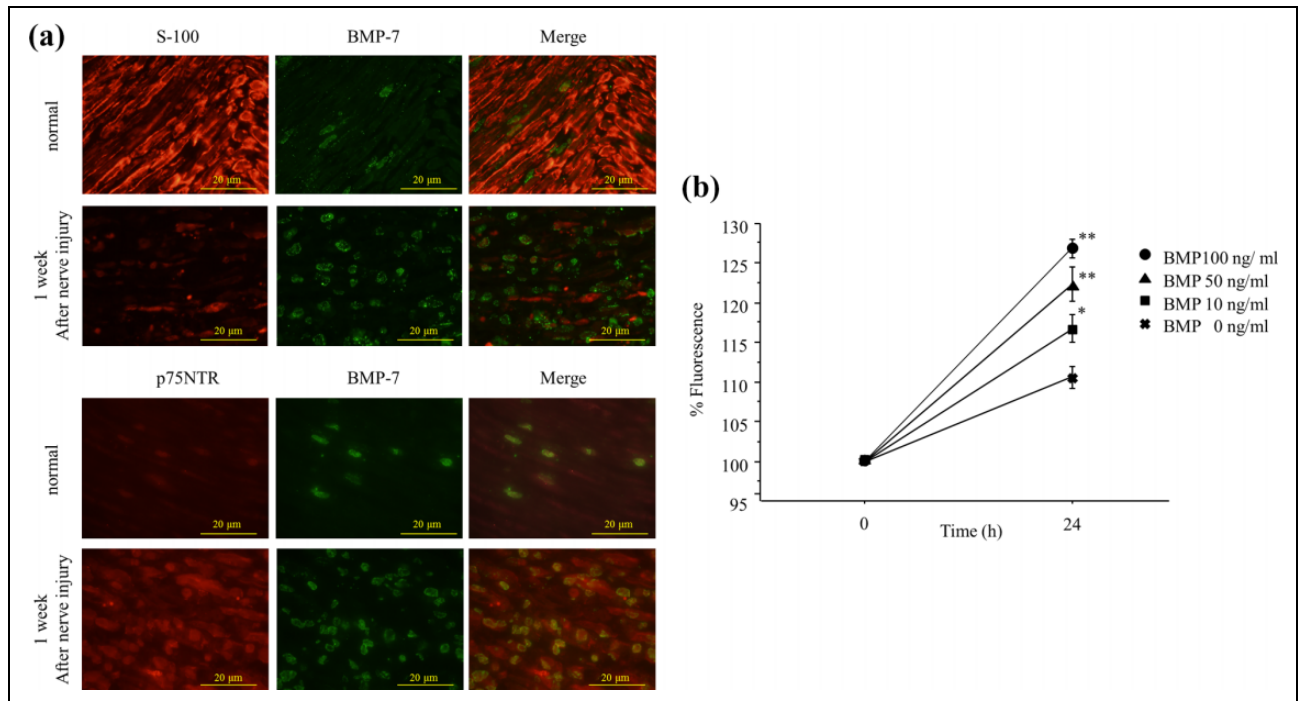 (a)
S-100 BMP-7 Merge
normal
20 μm 20 μm 20 μm
1 week
After nerve injury
20 μm 20 μm 20 μm
p75NTR BMP-7 Merge
normal
20 μm 20 μm 20 μm
1 week
After nerve injury
20 μm 20 μm 20 μm
(b)
% Fluorescence
130
125
120
115
110
105
100
95
**
**
*
0 24
Time (h)
BMP100 ng/ ml
BMP 50 ng/ml
BMP 10 ng/ml
BMP 0 ng/ml